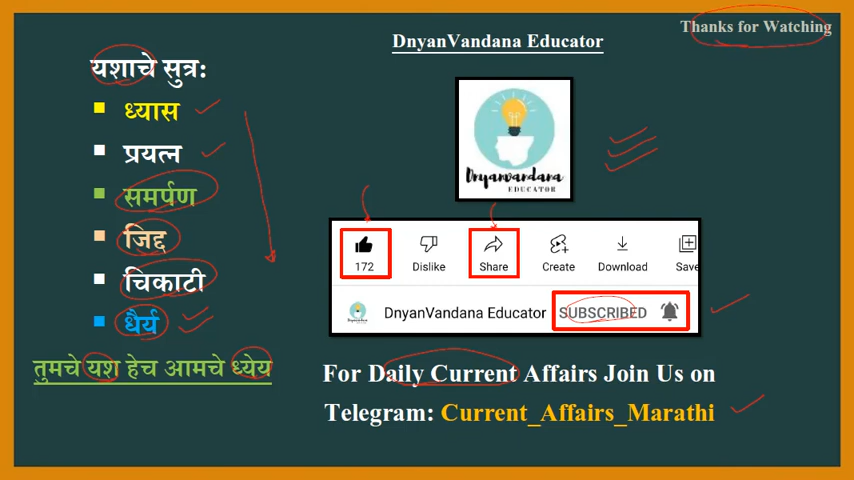 Thanks for Watching
DnyanVandana Educator
यशाचे सुत्र:
ध्यास
प्रयत्न
समर्पण
जिद्द
चिकाटी
धैर्य
तुमचे यश हेच आमचे ध्येय
Dnyanvandana
EDUCATOR
172 Dislike Share Create Download Save
DnyanVandana Educator SUBSCRIBED
For Daily Current Affairs Join Us on
Telegram: Current_Affairs_Marathi